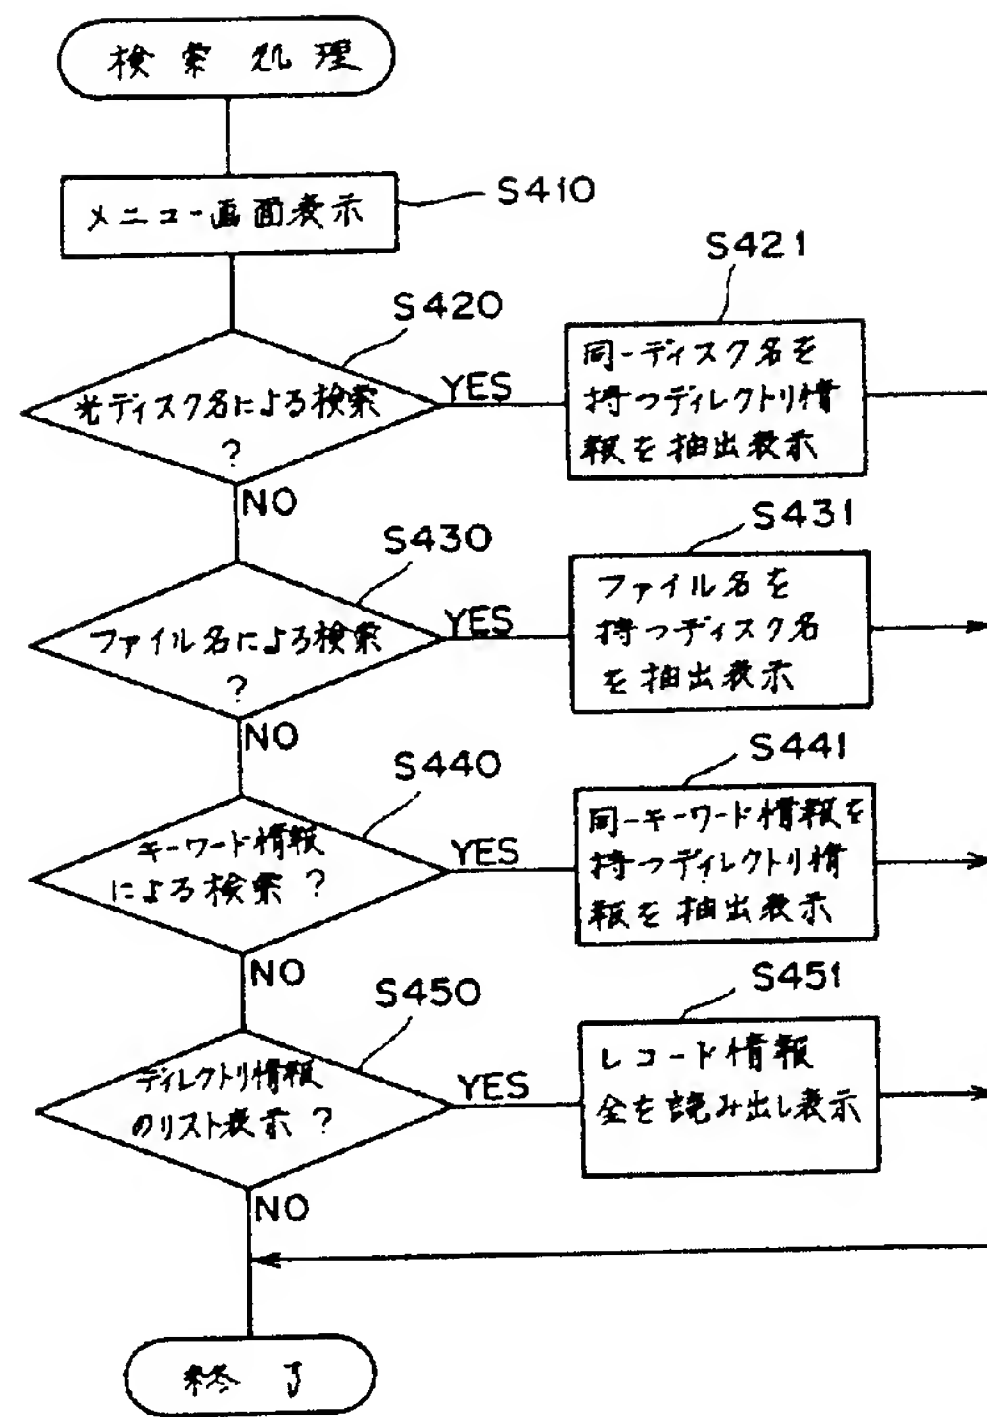 検索処理
メニュー画面表示
S410
S420
光ディスク名による検索
?
YES
NO
S421
同一ディスク名を
持つディレクトリ情
報を抽出表示
S430
ファイル名による検索
?
YES
NO
S431
ファイル名を
持つディスク名
を抽出表示
S440
キーワード情報
による検索?
YES
NO
S441
同一キーワード情報を
持つディレクトリ情
報を抽出表示
S450
ディレクトリ情報
のリスト表示?
YES
NO
S451
レコード情報
全を読み出し表示
終了